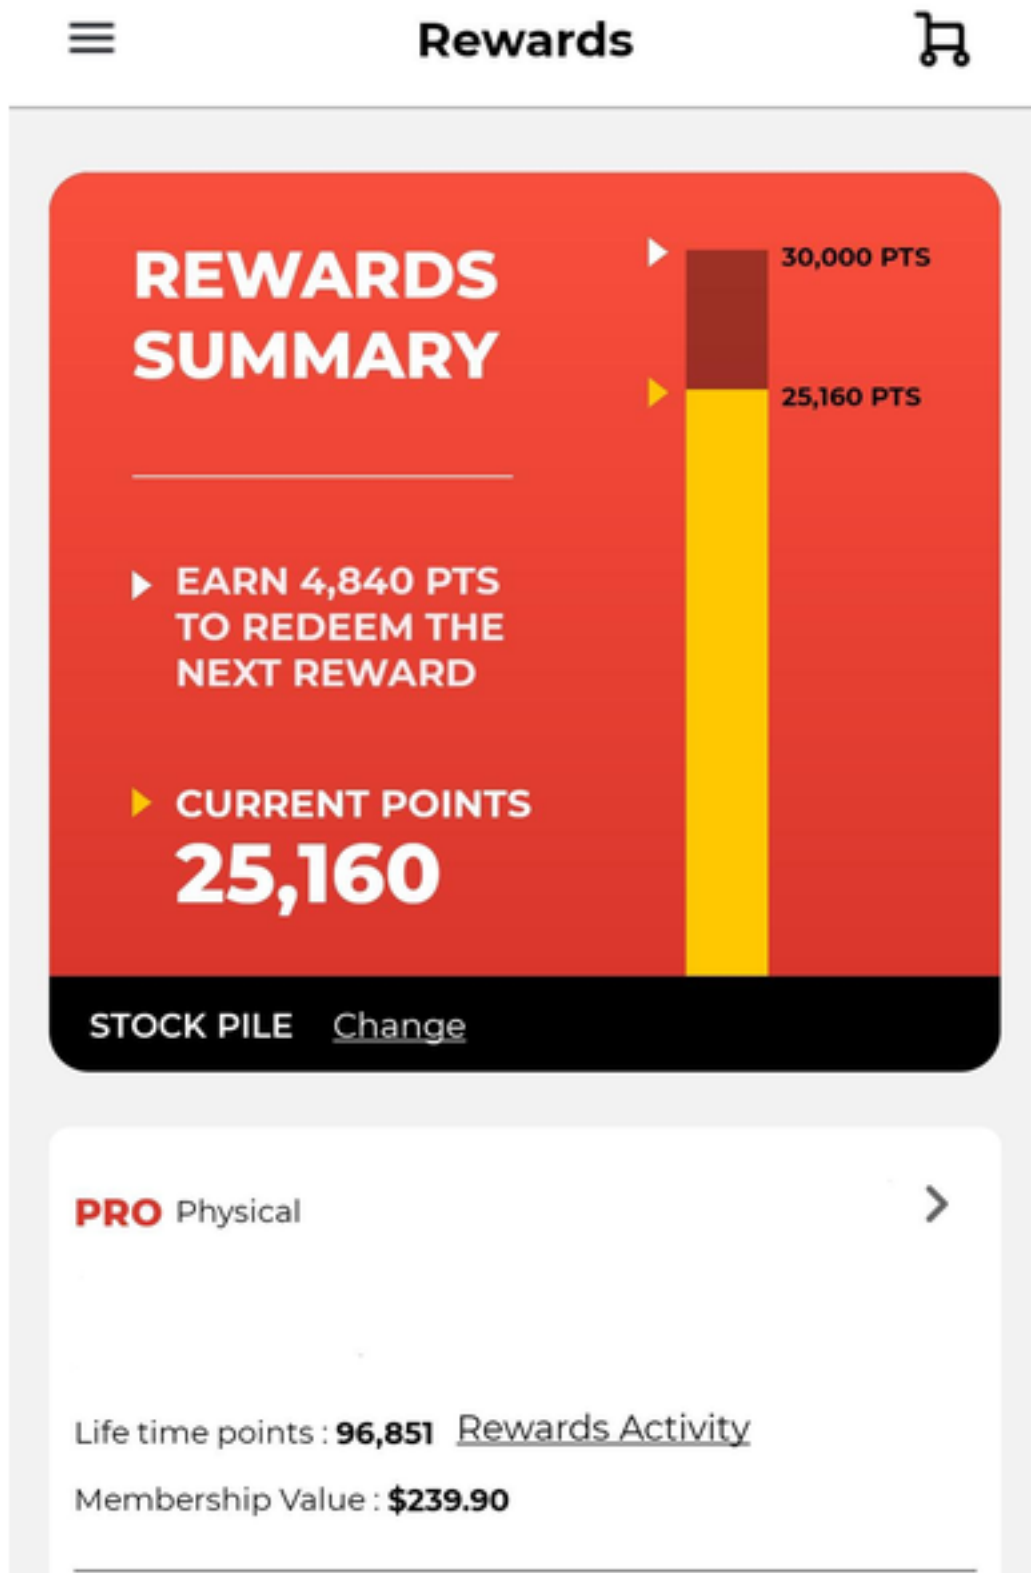 Rewards
REWARDS
SUMMARY
30,000 PTS
25,160 PTS
EARN 4,840 PTS
TO REDEEM THE
NEXT REWARD
CURRENT POINTS
25,160
STOCK PILE Change
PRO Physical
Life time points : 96,851 Rewards Activity
Membership Value : $239.90